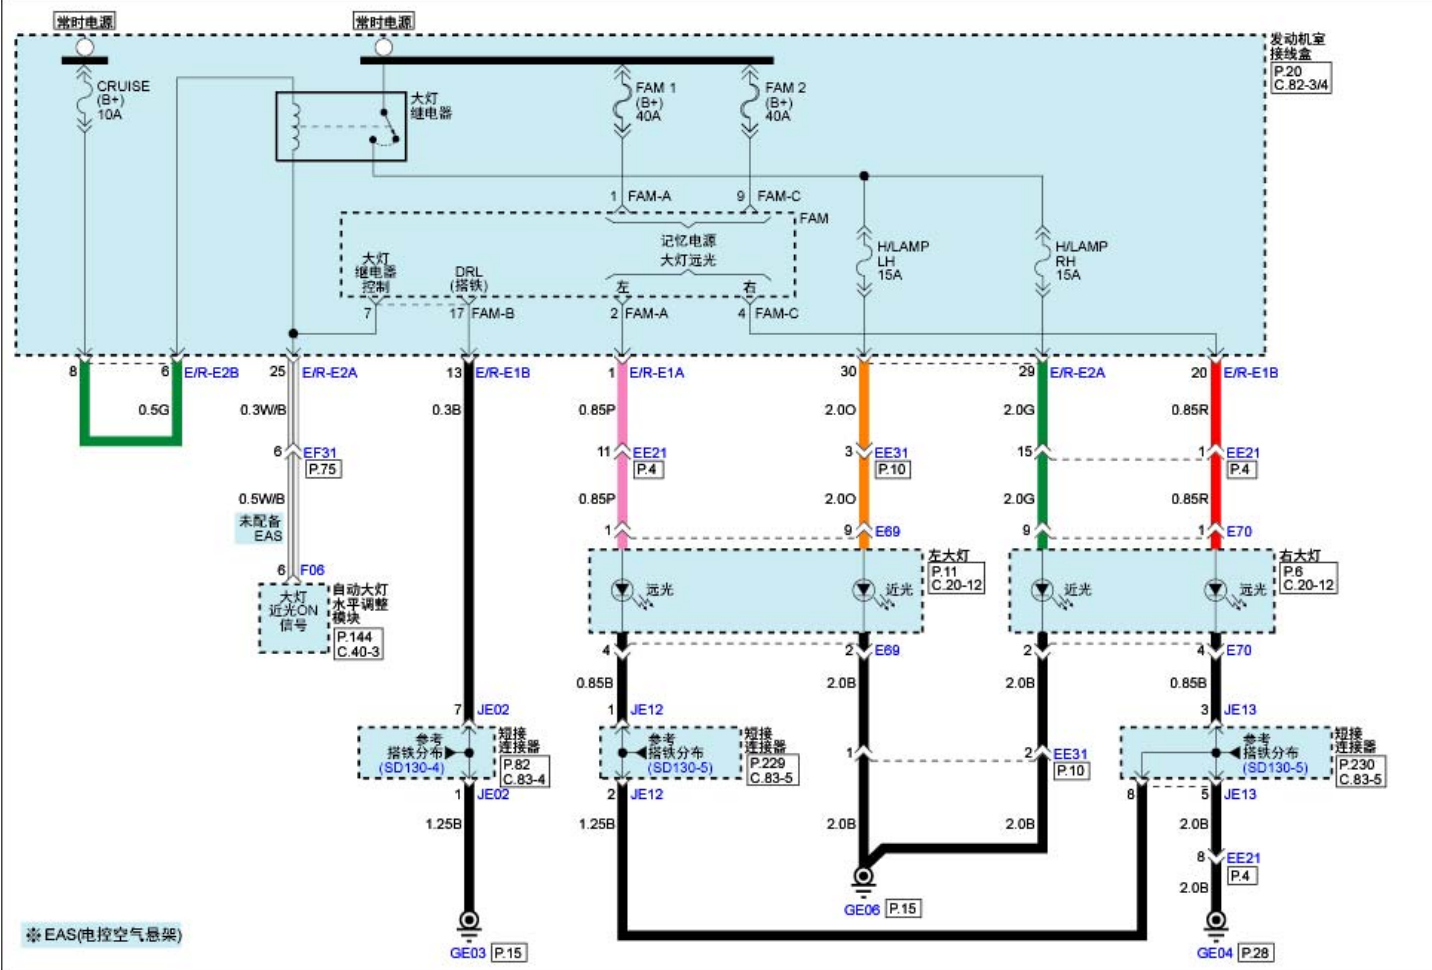 常时电源
常时电源
发动机室
接线盒
P.20
C.82-3/4
CRUISE
(B+)
10A
大灯
继电器
FAM 1
(B+)
40A
FAM 2
(B+)
40A
1 FAM-A
9 FAM-C
FAM
记忆电源
大灯远光
大灯
继电器
控制
DRL
(搭铁)
左
右
H/LAMP
LH
15A
H/LAMP
RH
15A
7
17 FAM-B
2 FAM-A
4 FAM-C
8
6 E/R-E2B
25 E/R-E2A
13 E/R-E1B
1 E/R-E1A
30
29 E/R-E2A
20 E/R-E1B
0.5G
0.3W/B
0.3B
0.85P
2.0O
2.0G
0.85R
6 EF31
P.75
11 EE21
P.4
3 EE31
P.10
15
1 EE21
P.4
0.5W/B
0.85P
2.0O
2.0G
0.85R
未配备
EAS
1
9 E69
9
1 E70
6 F06
大灯
近光ON
信号
自动大灯
水平调整
模块
P.144
C.40-3
远光
近光
左大灯
P.11
C.20-12
近光
远光
右大灯
P.6
C.20-12
4
2 E69
2
4 E70
0.85B
2.0B
2.0B
0.85B
7 JE02
1 JE12
3 JE13
参考
搭铁分布
(SD130-4)
短接
连接器
P.82
C.83-4
参考
搭铁分布
(SD130-5)
短接
连接器
P.229
C.83-5
1
2 EE31
P.10
参考
搭铁分布
(SD130-5)
短接
连接器
P.230
C.83-5
1 JE02
2 JE12
8
5 JE13
1.25B
1.25B
2.0B
2.0B
2.0B
8 EE21
P.4
2.0B
GE06 P.15
※ EAS(电控空气悬架)
GE03 P.15
GE04 P.28